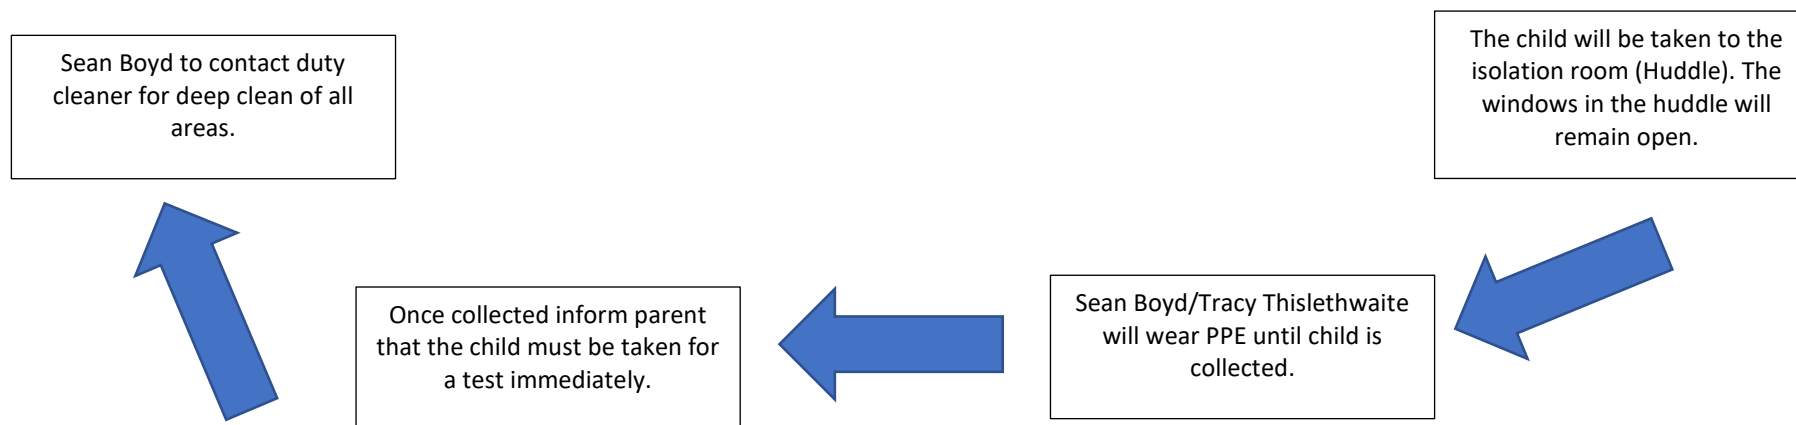 Sean Boyd to contact duty
cleaner for deep clean of all
areas.
The child will be taken to the
isolation room (Huddle). The
windows in the huddle will
remain open.
Once collected inform parent
that the child must be taken for
a test immediately.
Sean Boyd/Tracy Thislethwaite
will wear PPE until child is
collected.